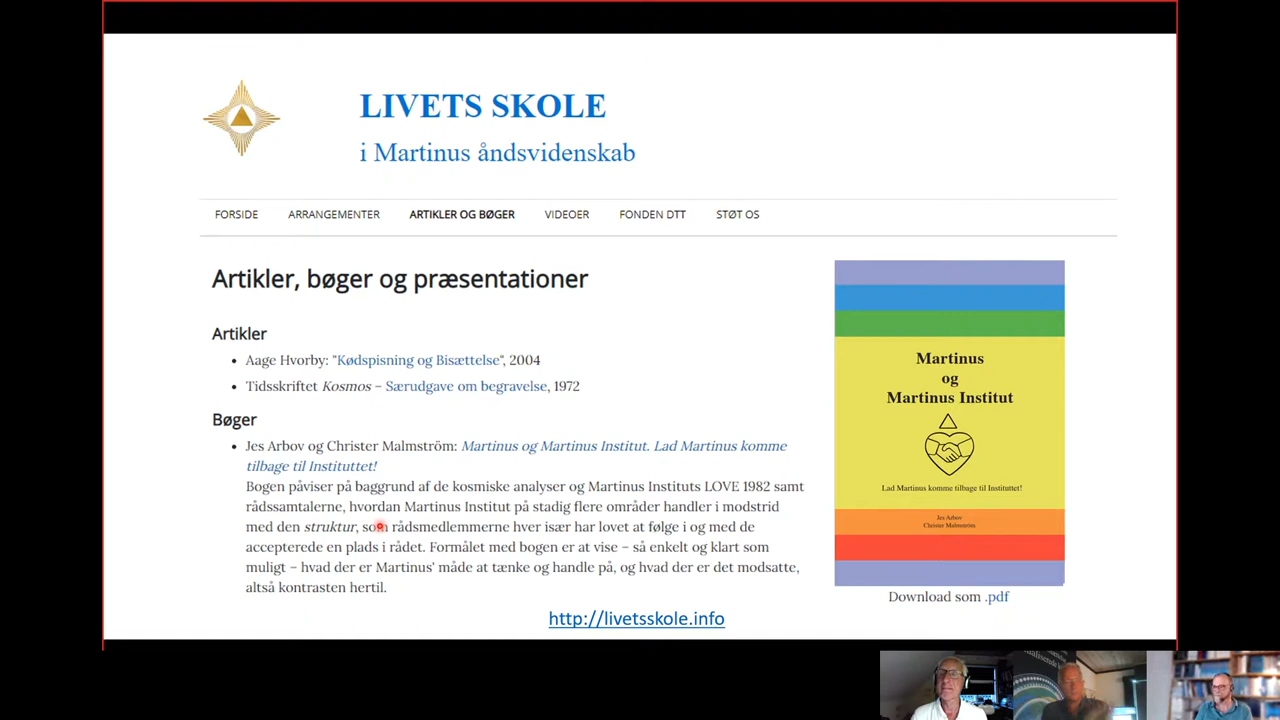 LIVETS SKOLE
i Martinus åndsvidenskab
FORSIDE ARRANGEMENTER ARTIKLER OG BØGER VIDEOER FONDEN DTT STØT OS
Artikler, bøger og præsentationer
Artikler
• Aage Hvorby: "Kødspisning og Bisættelse", 2004
• Tidsskriftet Kosmos – Særudgave om begravelse, 1972
Bøger
• Jes Arbov og Christer Malmström: Martinus og Martinus Institut. Lad Martinus komme
tilbage til Instituttet!
Bogen påviser på baggrund af de kosmiske analyser og Martinus Instituts LOVE 1982 samt
rådssamtalerne, hvordan Martinus Institut på stadig flere områder handler i modstrid
med den struktur, som rådsmedlemmerne hver især har lovet at følge i og med de
accepterede en plads i rådet. Formålet med bogen er at vise – så enkelt og klart som
muligt – hvad der er Martinus' måde at tænke og handle på, og hvad der er det modsatte,
altså kontrasten hertil.
Martinus
og
Martinus Institut
Lad Martinus komme tilbage til Instituttet!
Jes Arbov
Christer Malmström
Download som .pdf
http://livetsskole.info